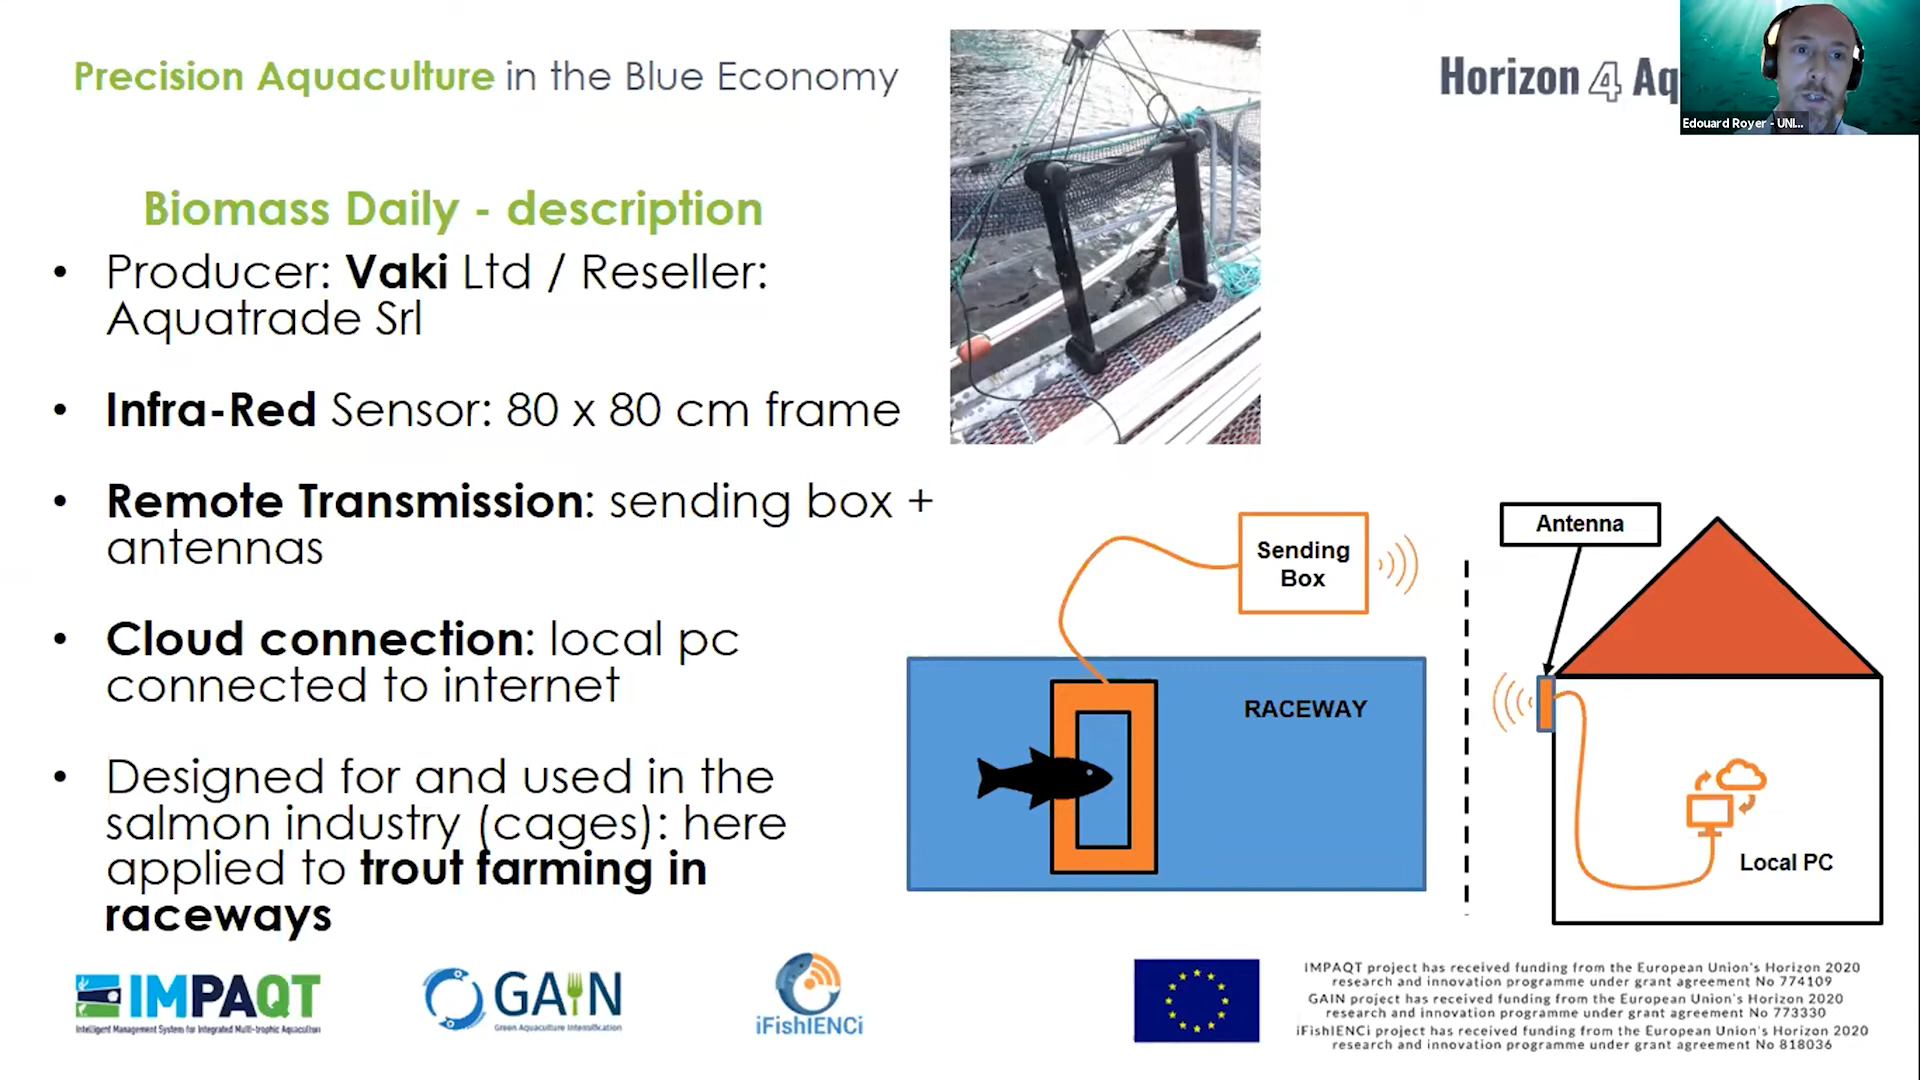 Precision Aquaculture in the Blue Economy
Horizon 4 Aq
Edouard Royer - UNI...
Biomass Daily - description
• Producer: Vaki Ltd / Reseller:
Aquatrade Srl
• Infra-Red Sensor: 80 x 80 cm frame
• Remote Transmission: sending box +
antennas
• Cloud connection: local pc
connected to internet
• Designed for and used in the
salmon industry (cages): here
applied to trout farming in
raceways
Sending
Box
Antenna
RACEWAY
Local PC
IMPAQT
Intelligent Management System for Integrated Multi-trophic Aquaculture
GAIN
Green Aquaculture Intensification
iFishIENCi
IMPAQT project has received funding from the European Union's Horizon 2020
research and innovation programme under grant agreement No 774109
GAIN project has received funding from the European Union's Horizon 2020
research and innovation programme under grant agreement No 773330
iFishIENCi project has received funding from the European Union's Horizon 2020
research and innovation programme under grant agreement No 818036